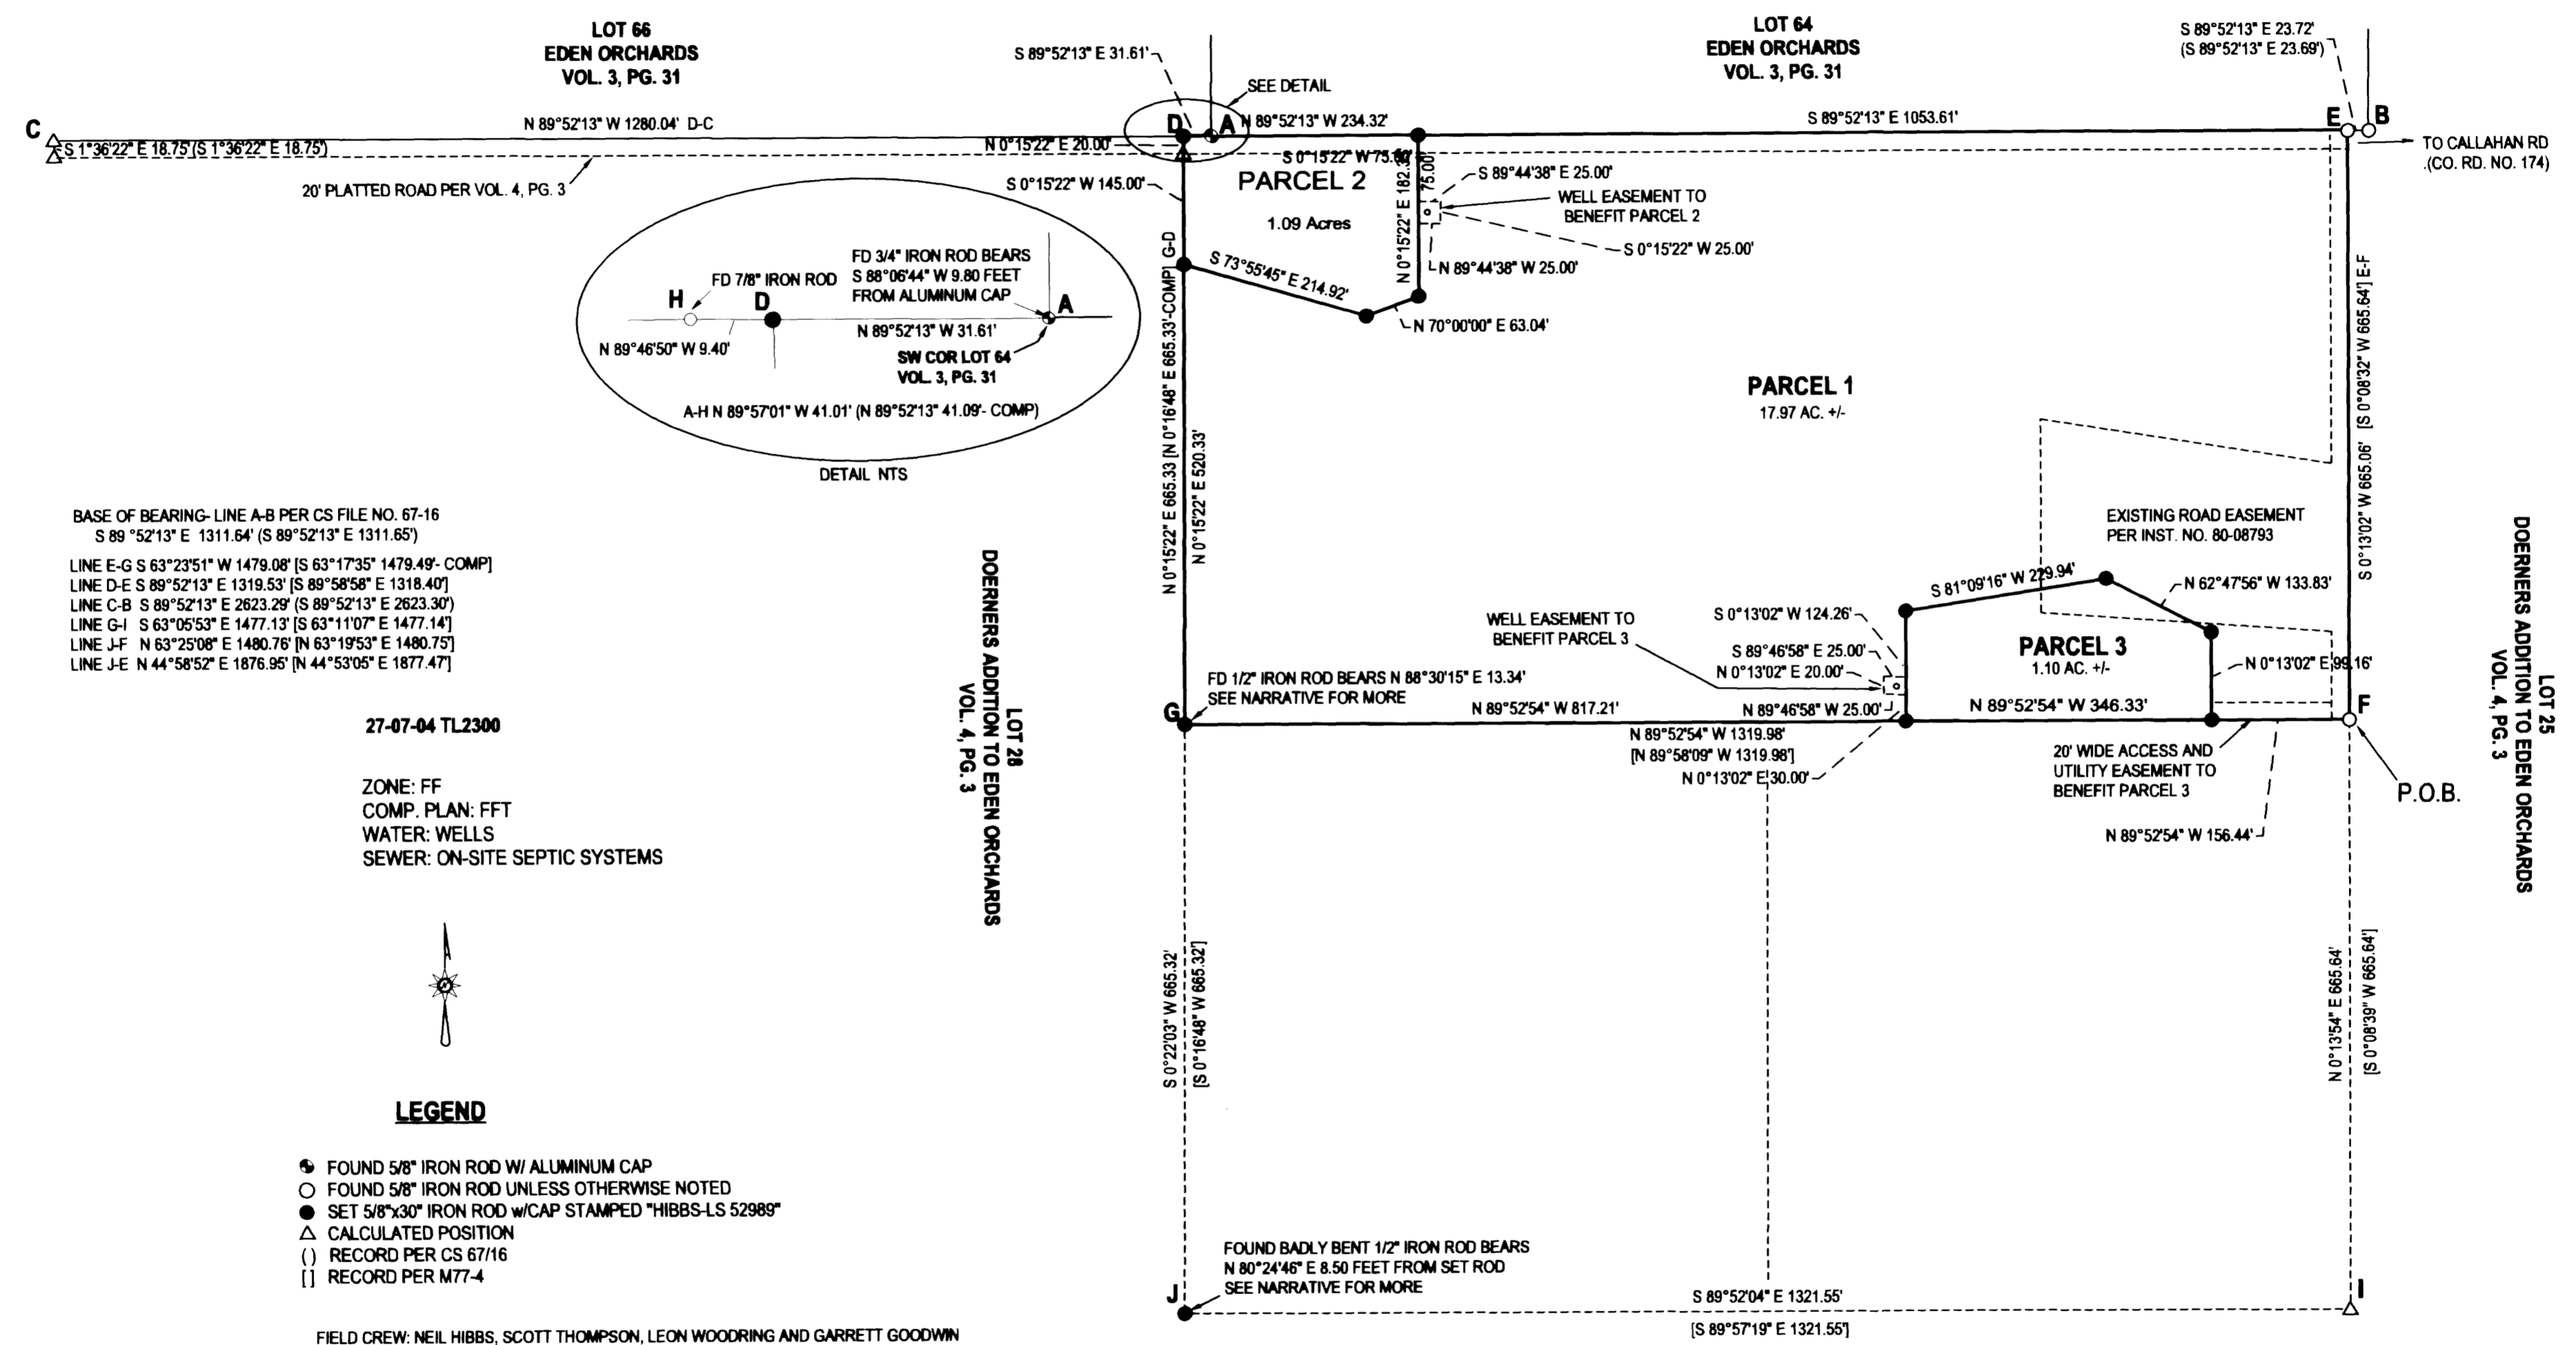 LOT 66
EDEN ORCHARDS
VOL. 3, PG. 31
S 89°52'13" E 31.61'
SEE DETAIL
LOT 64
EDEN ORCHARDS
VOL. 3, PG. 31
S 89°52'13" E 23.72'
(S 89°52'13" E 23.69')
C
N 89°52'13" W 1280.04'  D-C
D
A
N 89°52'13" W 234.32'
S 89°52'13" E 1053.61'
E
B
S 1°36'22" E 18.75'(S 1°36'22" E 18.75')
N 0°15'22" E 20.00'
TO CALLAHAN RD
.(CO. RD. NO. 174)
20' PLATTED ROAD PER VOL. 4, PG. 3
S 0°15'22" W 145.00'
S 0°15'22" W 75.00'
PARCEL 2
1.09 Acres
N 0°15'22" E 182.3
75.00'
S 89°44'38" E 25.00'
WELL EASEMENT TO
BENEFIT PARCEL 2
S 0°15'22" W 25.00'
N 89°44'38" W 25.00'
S 73°55'45" E 214.92'
N 70°00'00" E 63.04'
FD 3/4" IRON ROD BEARS
S 88°06'44" W 9.80 FEET
FROM ALUMINUM CAP
FD 7/8" IRON ROD
H
D
A
N 89°52'13" W 31.61'
N 89°46'50" W 9.40'
SW COR LOT 64
VOL. 3, PG. 31
A-H N 89°57'01" W 41.01' (N 89°52'13" 41.09'- COMP)
DETAIL  NTS
N 0°15'22" E 665.33 [N 0°16'48" E 665.33'-COMP]  G-D
N 0°15'22" E 520.33'
PARCEL 1
17.97 AC. +/-
S 0°13'02" W 665.06'  [S 0°08'32" W 665.64'] E-F
BASE OF BEARING- LINE A-B PER CS FILE NO. 67-16
S 89 °52'13" E  1311.64' (S 89°52'13" E 1311.65')
LINE E-G S 63°23'51" W 1479.08' [S 63°17'35" 1479.49'- COMP]
LINE D-E S 89°52'13" E 1319.53' [S 89°58'58" E 1318.40']
LINE C-B  S 89°52'13" E 2623.29' (S 89°52'13" E 2623.30')
LINE G-I   S 63°05'53" E 1477.13' [S 63°11'07" E 1477.14']
LINE J-F   N 63°25'08" E 1480.76' [N 63°19'53" E 1480.75']
LINE J-E  N 44°58'52" E 1876.95' [N 44°53'05" E 1877.47']
EXISTING ROAD EASEMENT
PER INST. NO. 80-08793
S 81°09'16" W 229.94'
N 62°47'56" W 133.83'
WELL EASEMENT TO
BENEFIT PARCEL 3
S 0°13'02" W 124.26'
S 89°46'58" E 25.00'
N 0°13'02" E 20.00'
N 89°46'58" W 25.00'
PARCEL 3
1.10 AC. +/-
N 0°13'02" E 99.16'
N 89°52'54" W 346.33'
FD 1/2" IRON ROD BEARS N 88°30'15" E 13.34'
SEE NARRATIVE FOR MORE
G
N 89°52'54" W 817.21'
F
N 89°52'54" W 1319.98'
[N 89°58'09" W 1319.98']
N 0°13'02" E 30.00'
20' WIDE ACCESS AND
UTILITY EASEMENT TO
BENEFIT PARCEL 3
P.O.B.
N 89°52'54" W 156.44'
LOT 28
DOERNERS ADDITION TO EDEN ORCHARDS
VOL. 4, PG. 3
LOT 25
DOERNERS ADDITION TO EDEN ORCHARDS
VOL. 4, PG. 3
27-07-04 TL2300
ZONE: FF
COMP. PLAN: FFT
WATER: WELLS
SEWER: ON-SITE SEPTIC SYSTEMS
S 0°22'03" W 665.32'
[S 0°16'48" W 665.32']
N 0°13'54" E 665.64'
[S 0°08'39" W 665.64']
LEGEND
FOUND 5/8" IRON ROD W/ ALUMINUM CAP
FOUND 5/8" IRON ROD UNLESS OTHERWISE NOTED
SET 5/8"x30" IRON ROD w/CAP STAMPED "HIBBS-LS 52989"
CALCULATED POSITION
( )  RECORD PER CS 67/16
[ ]  RECORD PER M77-4
FOUND BADLY BENT 1/2" IRON ROD BEARS
N 80°24'46" E 8.50 FEET FROM SET ROD
SEE NARRATIVE FOR MORE
J
I
S 89°52'04" E 1321.55'
[S 89°57'19" E 1321.55']
FIELD CREW: NEIL HIBBS, SCOTT THOMPSON, LEON WOODRING AND GARRETT GOODWIN